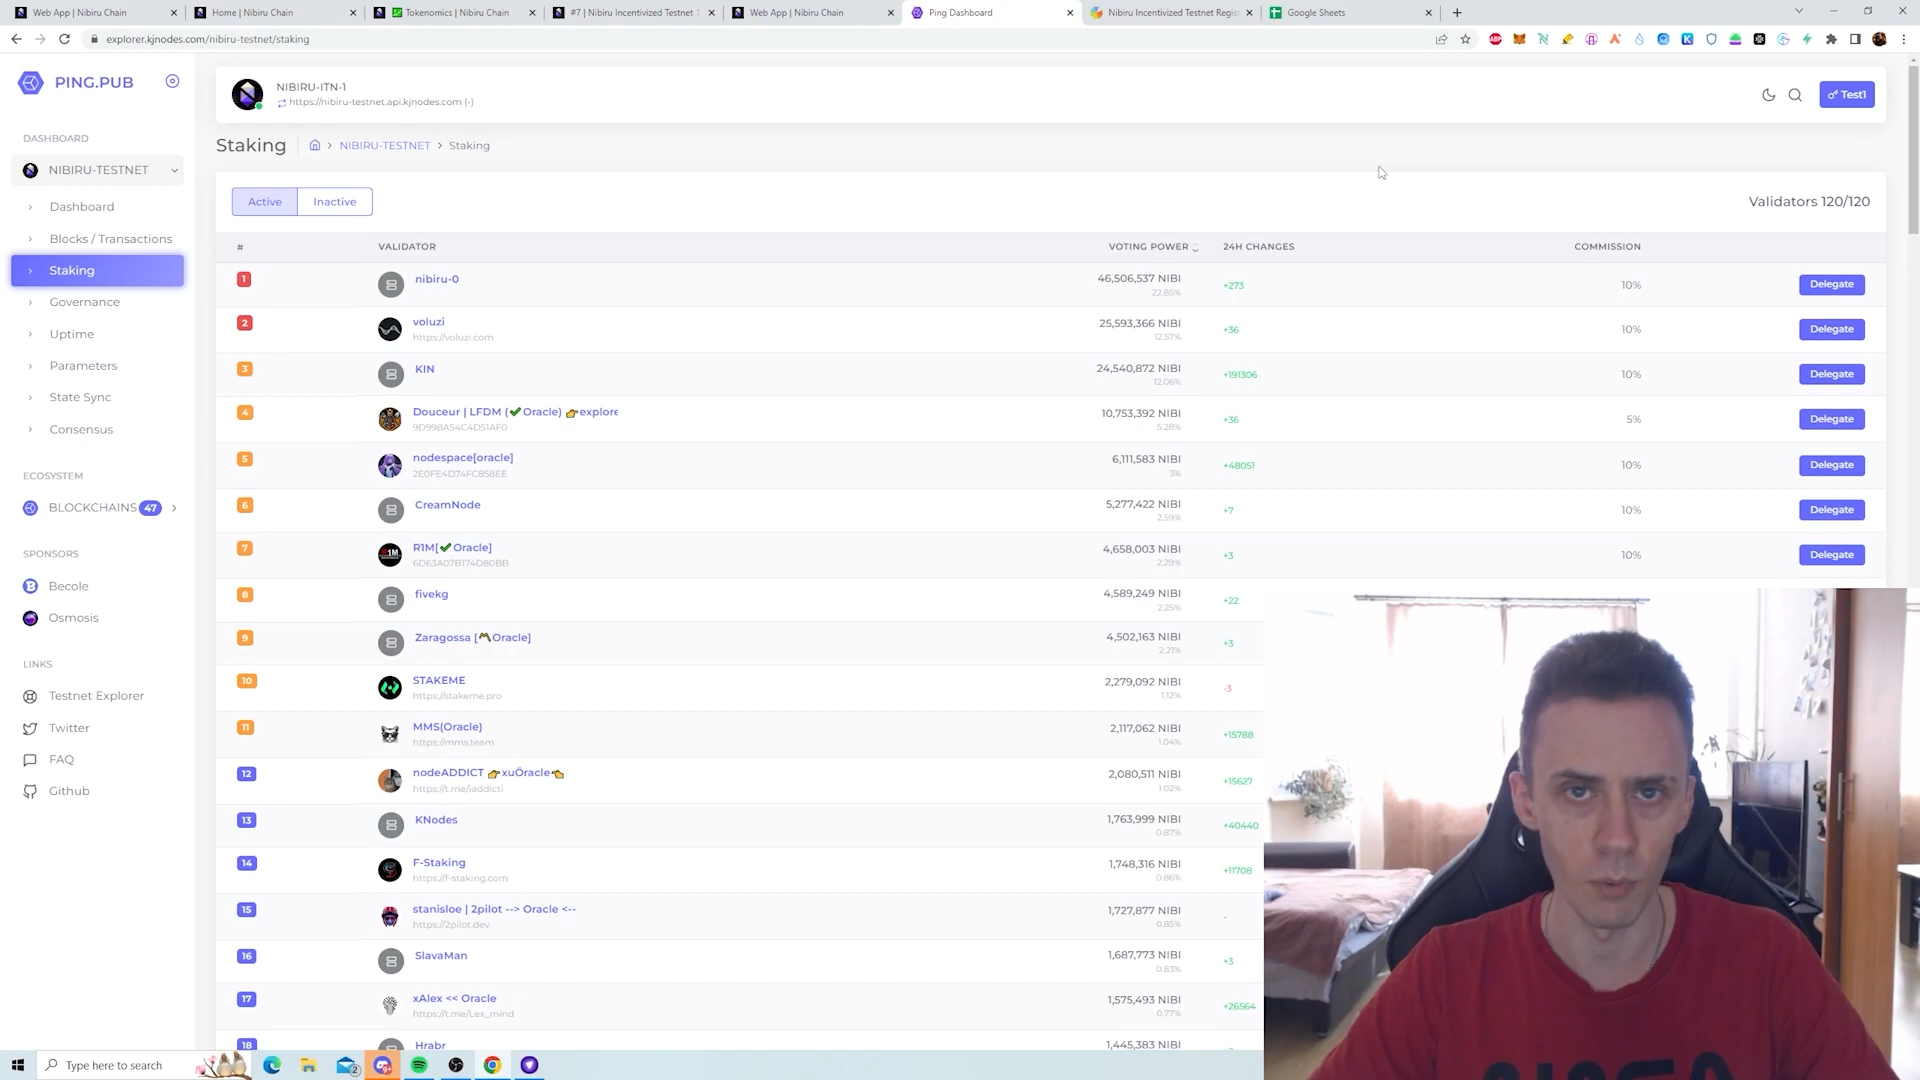 Web App | Nibiru Chain
Home | Nibiru Chain
Tokenomics | Nibiru Chain
#7 | Nibiru Incentivized Testnet
Web App | Nibiru Chain
Ping Dashboard
Nibiru Incentivized Testnet Regis
Google Sheets
explorer.kjnodes.com/nibiru-testnet/staking
PING.PUB
NIBIRU-ITN-1
https://nibiru-testnet.api.kjnodes.com (-)
Test1
Staking
NIBIRU-TESTNET
Staking
DASHBOARD
NIBIRU-TESTNET
Dashboard
Blocks / Transactions
Staking
Governance
Uptime
Parameters
State Sync
Consensus
ECOSYSTEM
BLOCKCHAINS 47
SPONSORS
Becole
Osmosis
LINKS
Testnet Explorer
Twitter
FAQ
Github
Active
Inactive
Validators 120/120
# VALIDATOR VOTING POWER 24H CHANGES COMMISSION
1 nibiru-0 46,506,537 NIBI +273 10% Delegate
22.85%
2 voluzi 25,593,366 NIBI +36 10% Delegate
https://voluzi.com 12.57%
3 KIN 24,540,872 NIBI +191306 10% Delegate
12.06%
4 Douceur | LFDM (✔Oracle) 👉explore 10,753,392 NIBI +36 5% Delegate
9D998A54C4D51AF0 5.28%
5 nodespace[oracle] 6,111,583 NIBI +48051 10% Delegate
2E0FE4D74FC858EE 3%
6 CreamNode 5,277,422 NIBI +7 10% Delegate
2.59%
7 R1M[✔Oracle] 4,658,003 NIBI +3 10% Delegate
6D63A07B174D80BB 2.29%
8 fivekg 4,589,249 NIBI +22
2.25%
9 Zaragossa [Oracle] 4,502,163 NIBI +3
2.21%
10 STAKEME 2,279,092 NIBI -3
https://stakeme.pro 1.12%
11 MMS(Oracle) 2,117,062 NIBI +15788
https://mms.team 1.04%
12 nodeADDICT 👉xuÖracle👈 2,080,511 NIBI +15627
https://t.me/iaddicti 1.02%
13 KNodes 1,763,999 NIBI +40440
0.87%
14 F-Staking 1,748,316 NIBI +11708
https://f-staking.com 0.86%
15 stanisloe | 2pilot --> Oracle <-- 1,727,877 NIBI -
https://2pilot.dev 0.85%
16 SlavaMan 1,687,773 NIBI +3
0.83%
17 xAlex << Oracle 1,575,493 NIBI +26564
https://t.me/Lex_mind 0.77%
18 Hrabr 1,445,383 NIBI
Type here to search
2